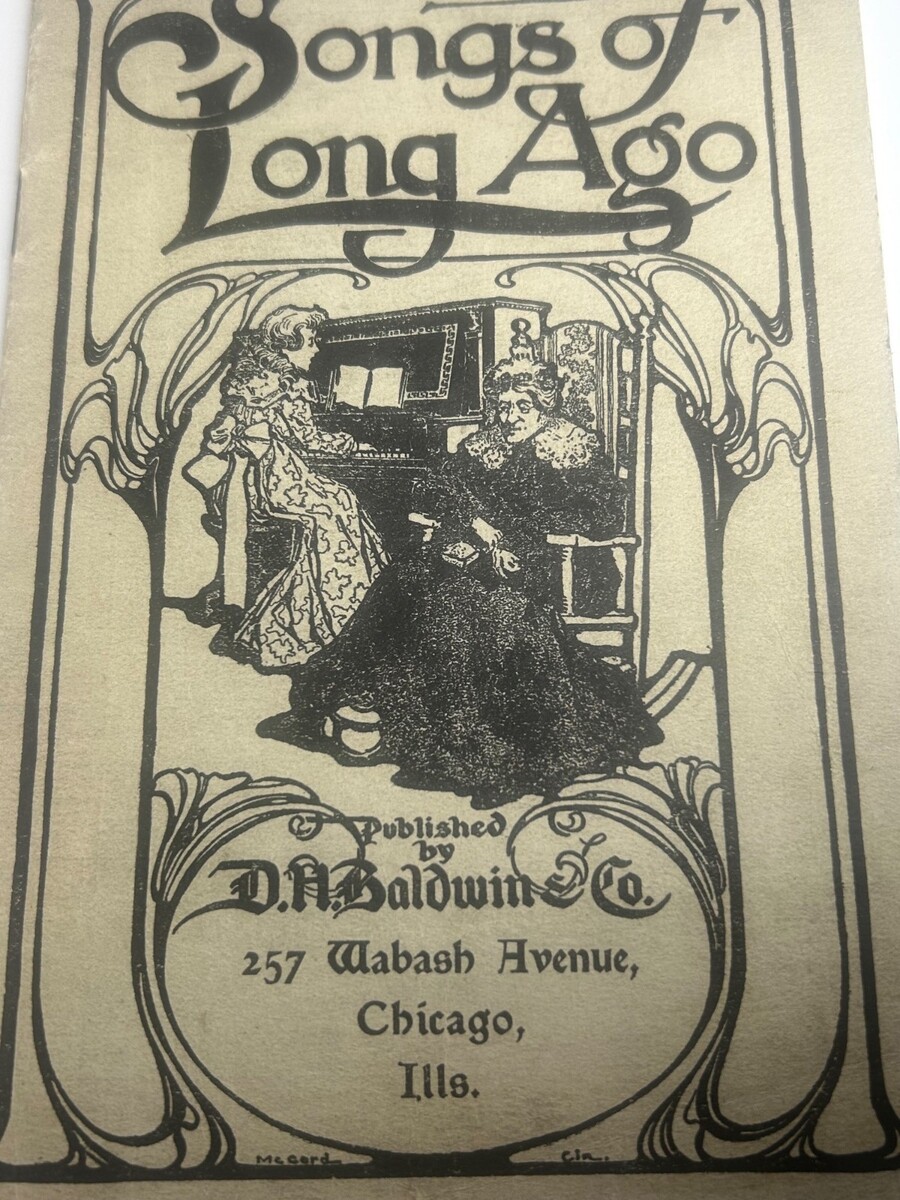 Songs of
Long Ago
Published
by
D.H. Baldwin & Co.
257 Wabash Avenue,
Chicago,
Ills.
McCord Cin.